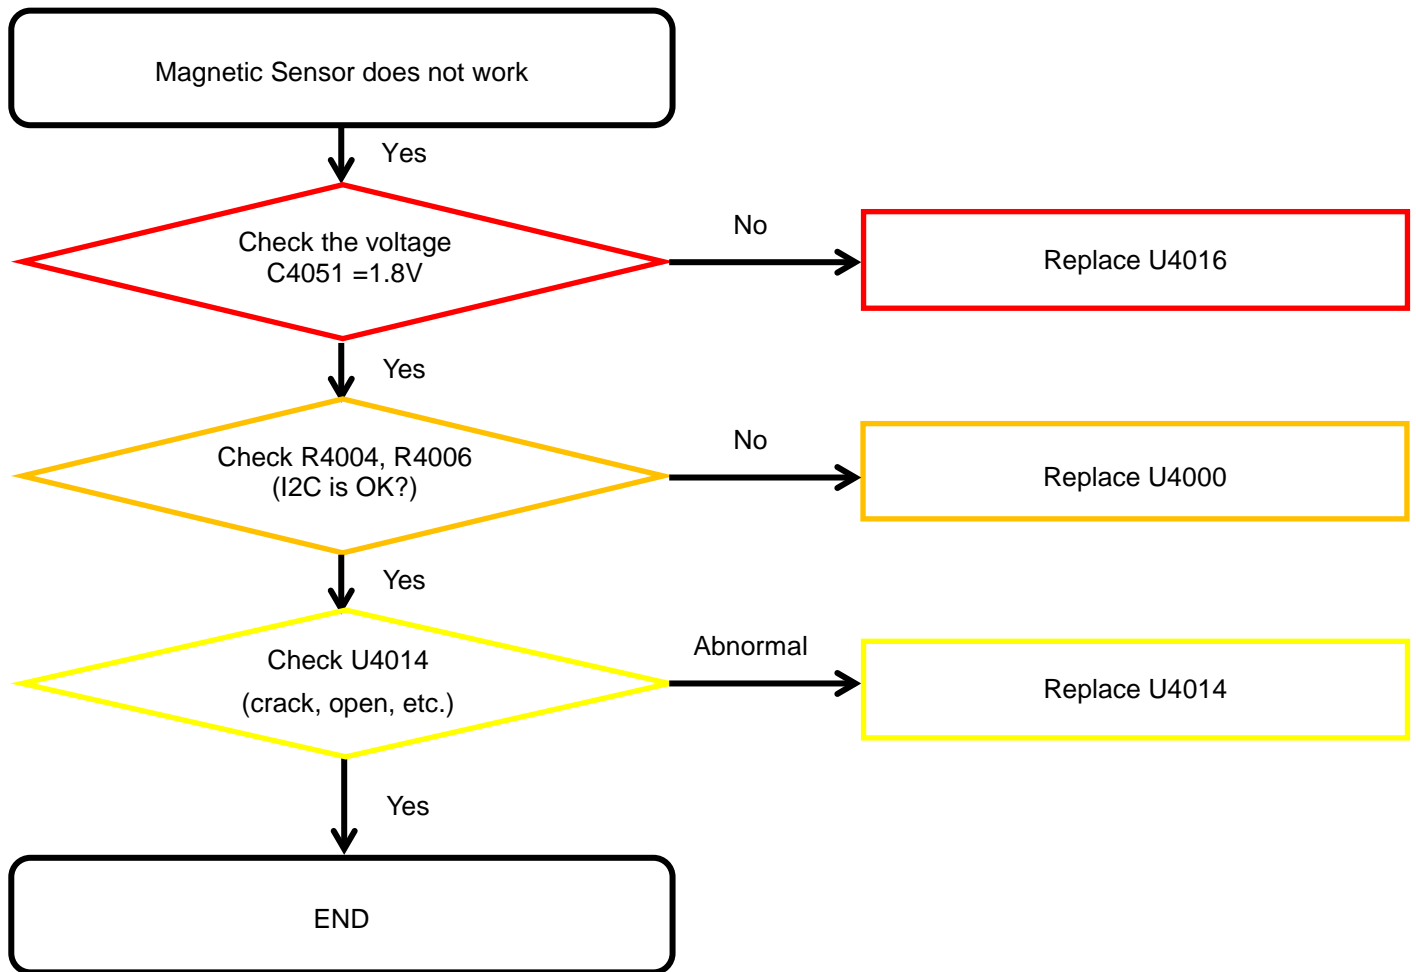 Magnetic Sensor does not work
Yes
Check the voltage
C4051 =1.8V
No
Replace U4016
Yes
Check R4004, R4006
(I2C is OK?)
No
Replace U4000
Yes
Check U4014
(crack, open, etc.)
Abnormal
Replace U4014
Yes
END